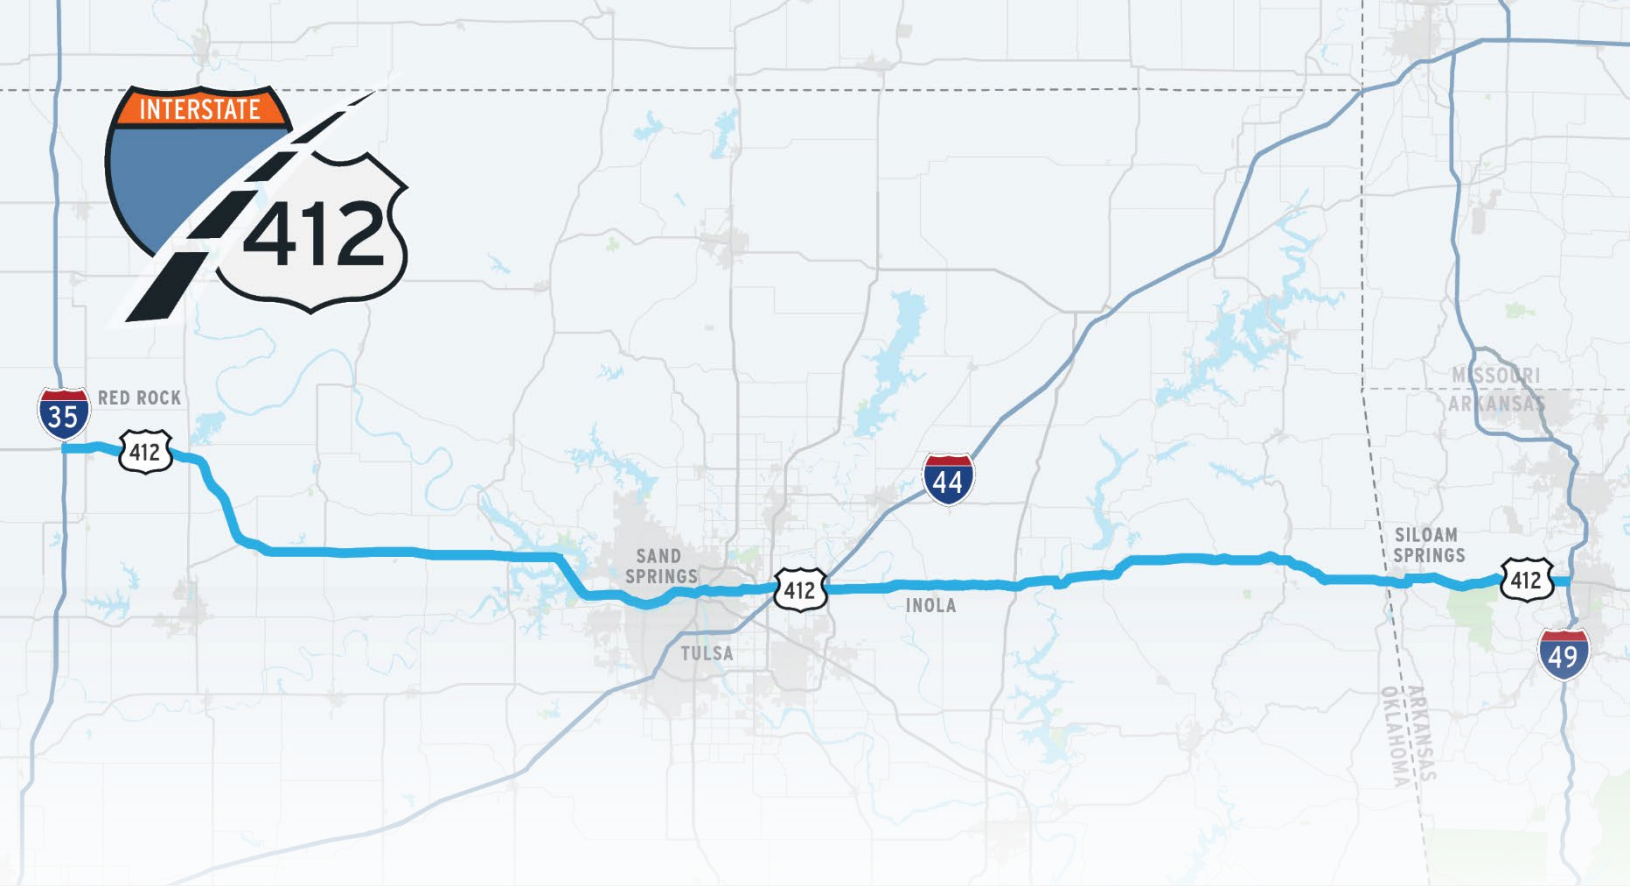 INTERSTATE
412
MISSOURI
ARKANSAS
35
RED ROCK
412
44
SAND
SPRINGS
412
INOLA
TULSA
SILOAM
SPRINGS
412
49
OKLAHOMA
ARKANSAS